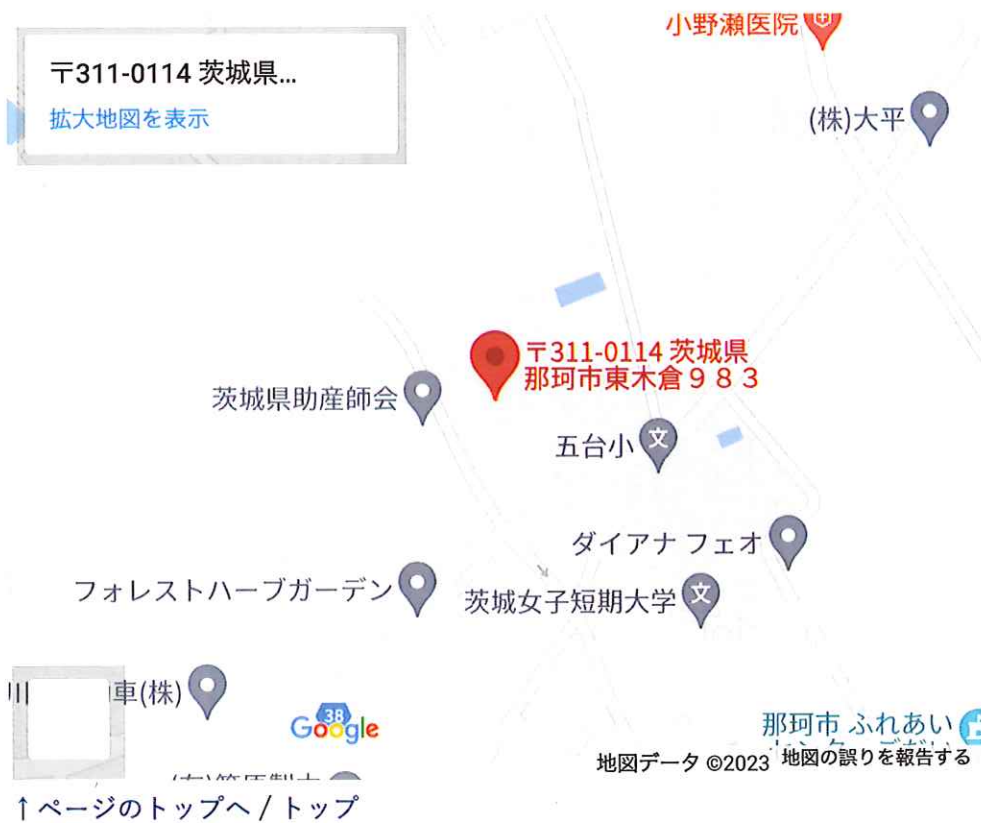 小野瀬医院
〒311-0114 茨城県...
拡大地図を表示
(株)大平
〒311-0114 茨城県
那珂市東木倉９８３
茨城県助産師会
五台小
ダイアナ フェオ
フォレストハーブガーデン
茨城女子短期大学
車(株)
38
Google
那珂市 ふれあい
地図データ ©2023
地図の誤りを報告する
↑ページのトップへ / トップ